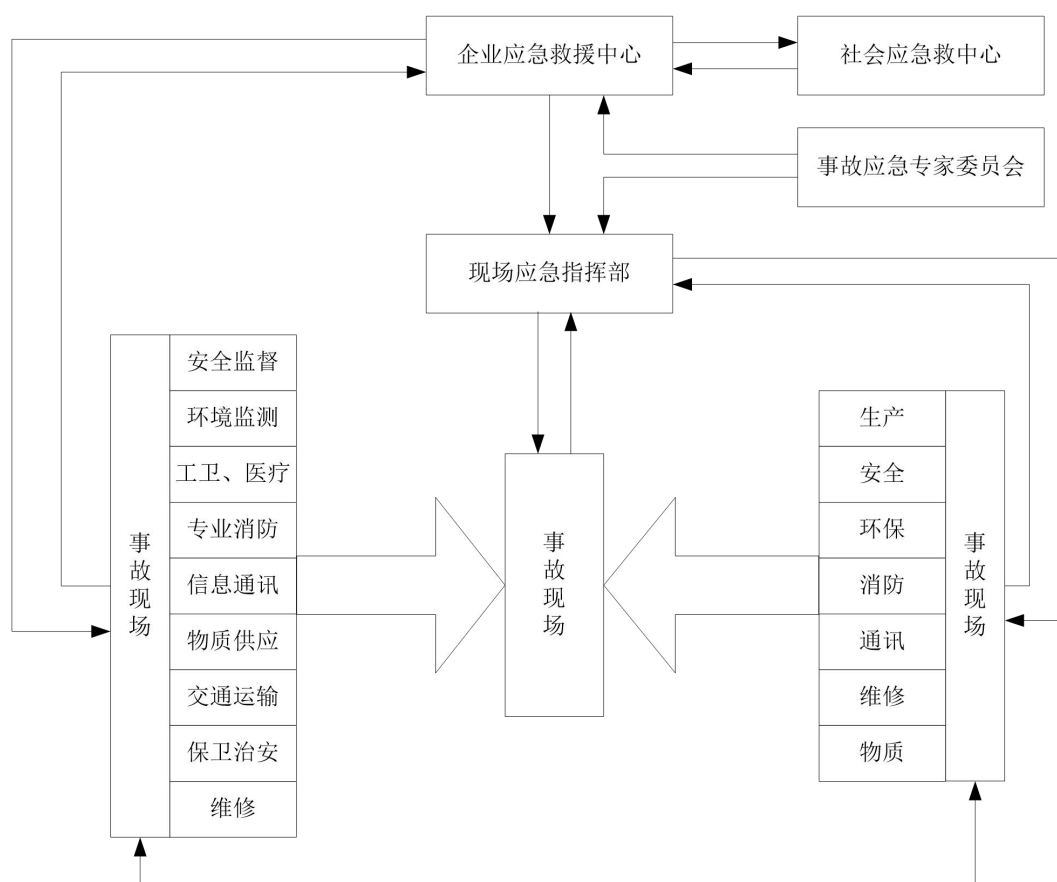 企业应急救援中心
社会应急救中心
事故应急专家委员会
现场应急指挥部
事故现场
安全监督
环境监测
工卫、医疗
专业消防
信息通讯
物质供应
交通运输
保卫治安
维修
事故现场
生产
安全
环保
消防
通讯
维修
物质
事故现场